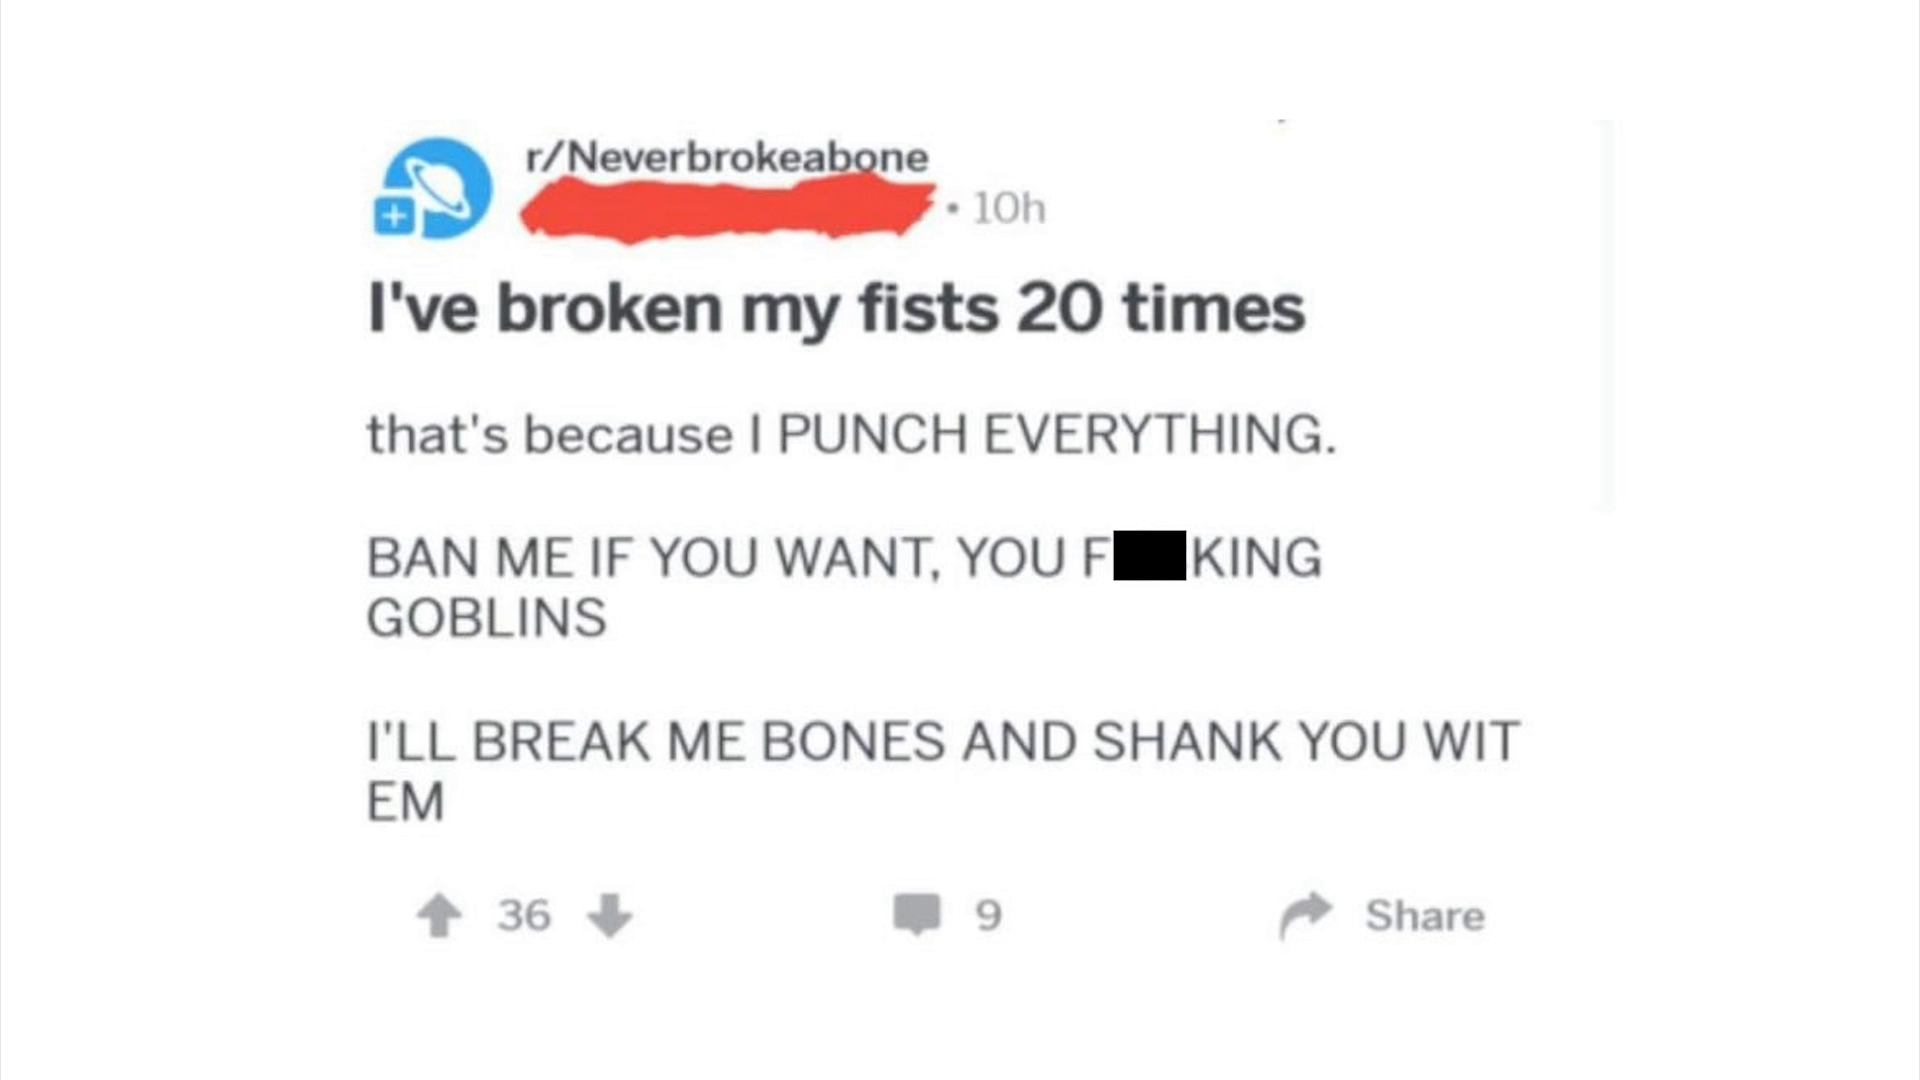 r/Neverbrokeabone
• 10h
I've broken my fists 20 times
that's because I PUNCH EVERYTHING.
BAN ME IF YOU WANT, YOU F KING
GOBLINS
I'LL BREAK ME BONES AND SHANK YOU WIT
EM
36 9 Share